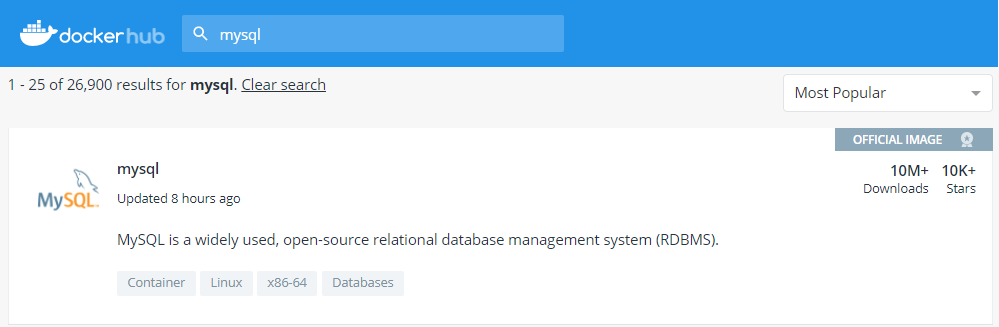 dockerhub
mysql
1 - 25 of 26,900 results for mysql. Clear search
Most Popular
OFFICIAL IMAGE
MySQL
mysql
10M+ 10K+
Downloads Stars
Updated 8 hours ago
MySQL is a widely used, open-source relational database management system (RDBMS).
Container Linux x86-64 Databases